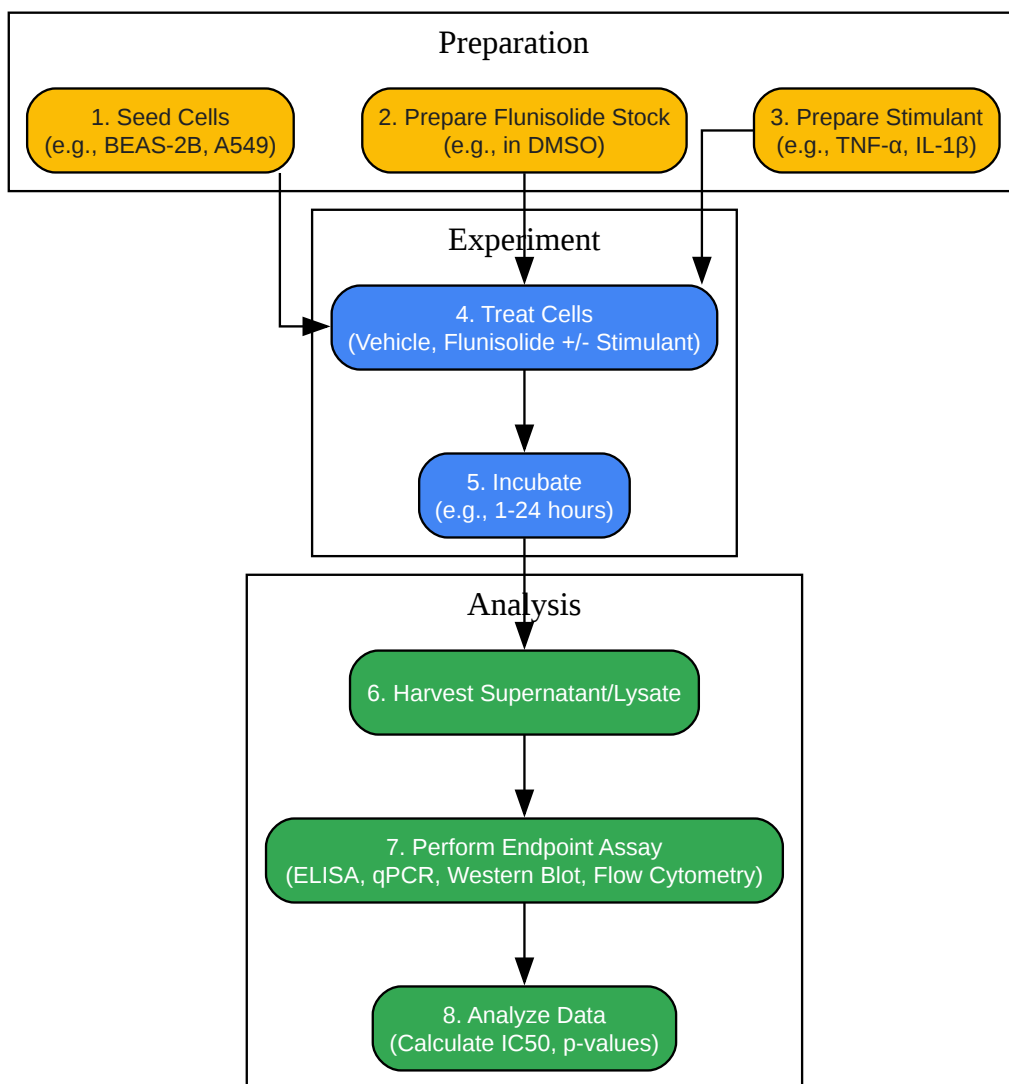 Preparation
1. Seed Cells
(e.g., BEAS-2B, A549)
2. Prepare Flunisolide Stock
(e.g., in DMSO)
3. Prepare Stimulant
(e.g., TNF-α, IL-1β)
Experiment
4. Treat Cells
(Vehicle, Flunisolide +/- Stimulant)
5. Incubate
(e.g., 1-24 hours)
Analysis
6. Harvest Supernatant/Lysate
7. Perform Endpoint Assay
(ELISA, qPCR, Western Blot, Flow Cytometry)
8. Analyze Data
(Calculate IC50, p-values)